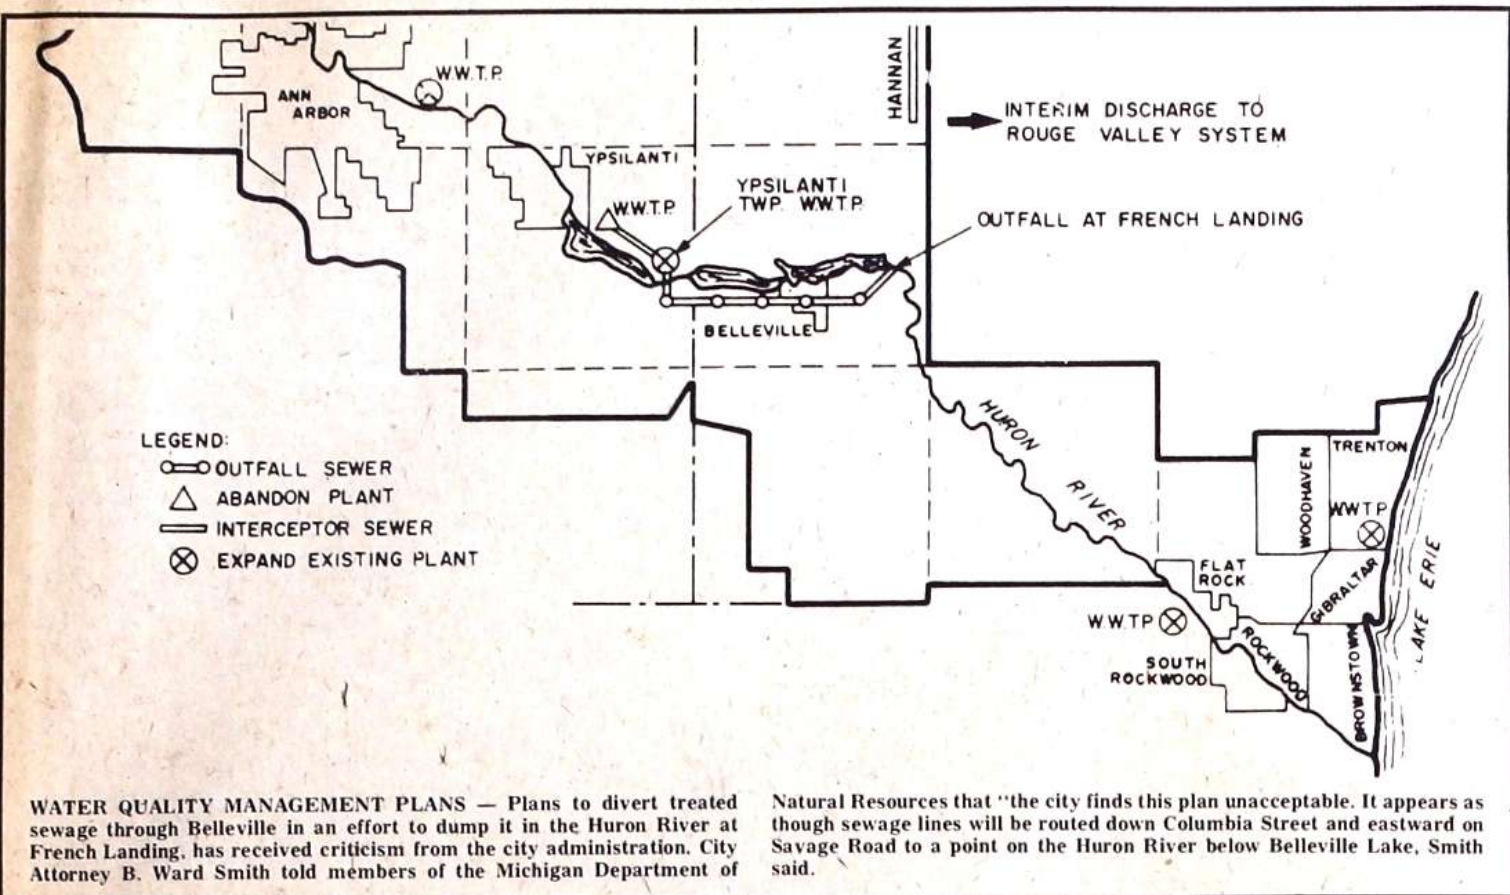 HANNAN
W.W.T.P.
ANN
ARBOR
INTERIM DISCHARGE TO
ROUGE VALLEY SYSTEM
YPSILANTI
YPSILANTI
TWP. W.W.T.P.
W.W.T.P.
OUTFALL AT FRENCH LANDING
BELLEVILLE
HURON RIVER
LEGEND:
OUTFALL SEWER
ABANDON PLANT
INTERCEPTOR SEWER
EXPAND EXISTING PLANT
TRENTON
WOODHAVEN
WWTP
LAKE ERIE
FLAT
ROCK
GIBRALTAR
W.W.TP
ROCKWOOD
SOUTH
ROCKWOOD
BROWNSTOWN
WATER QUALITY MANAGEMENT PLANS — Plans to divert treated
sewage through Belleville in an effort to dump it in the Huron River at
French Landing, has received criticism from the city administration. City
Attorney B. Ward Smith told members of the Michigan Department of
Natural Resources that "the city finds this plan unacceptable. It appears as
though sewage lines will be routed down Columbia Street and eastward on
Savage Road to a point on the Huron River below Belleville Lake, Smith
said.